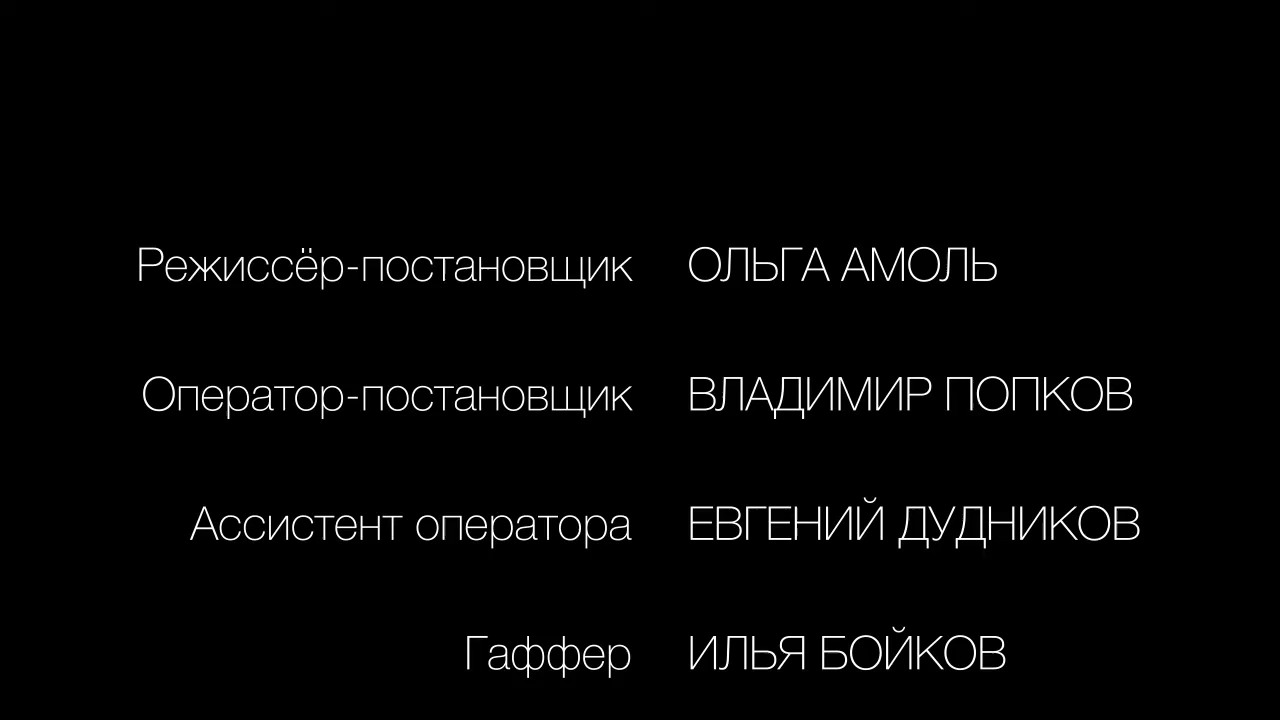 Режиссёр-постановщик ОЛЬГА АМОЛЬ
Оператор-постановщик ВЛАДИМИР ПОПКОВ
Ассистент оператора ЕВГЕНИЙ ДУДНИКОВ
Гаффер ИЛЬЯ БОЙКОВ